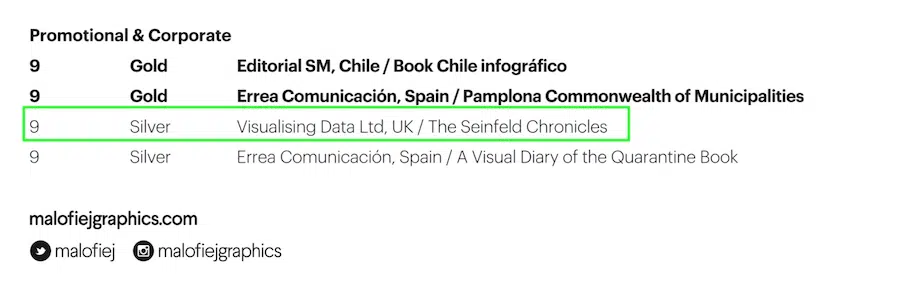 Promotional & Corporate
9 Gold Editorial SM, Chile / Book Chile infográfico
9 Gold Errea Comunicación, Spain / Pamplona Commonwealth of Municipalities
9 Silver Visualising Data Ltd, UK / The Seinfeld Chronicles
9 Silver Errea Comunicación, Spain / A Visual Diary of the Quarantine Book
malofiejgraphics.com
malofiej malofiejgraphics